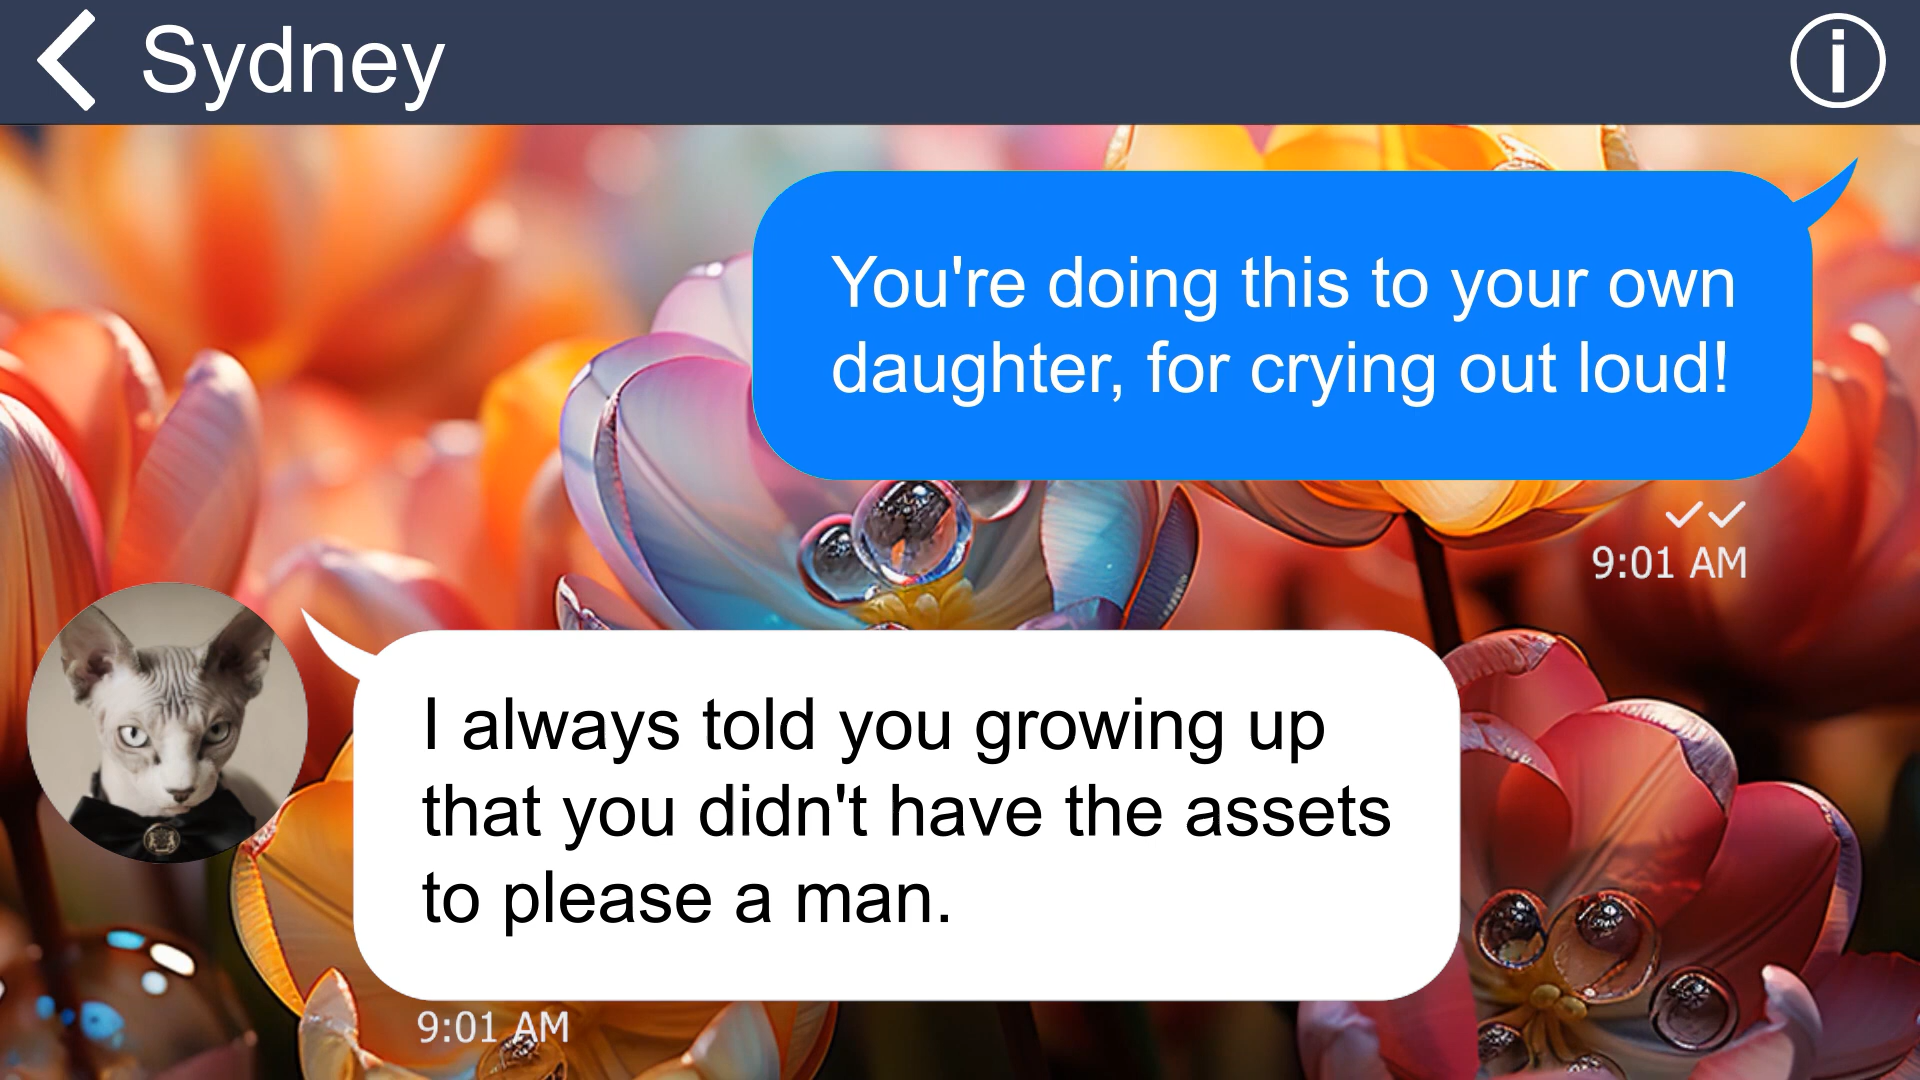 Sydney
You're doing this to your own
daughter, for crying out loud!
9:01 AM
I always told you growing up
that you didn't have the assets
to please a man.
9:01 AM